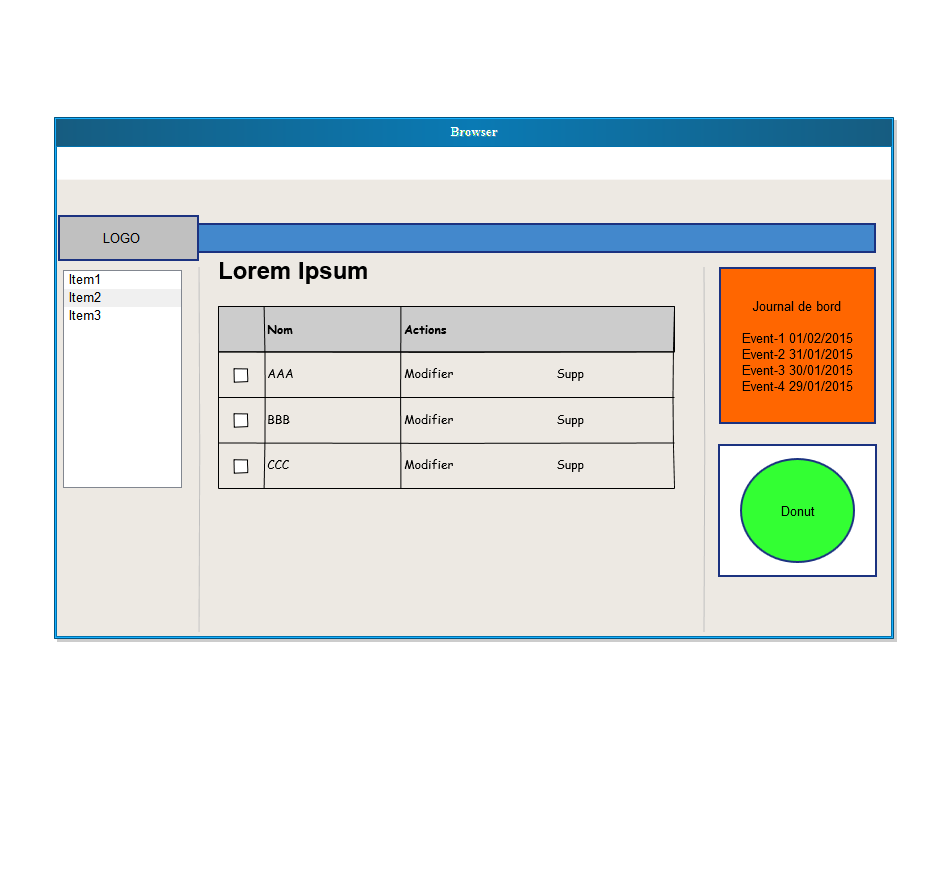 Browser
LOGO
Item1
Item2
Item3
Lorem Ipsum
Nom Actions
AAA Modifier Supp
BBB Modifier Supp
CCC Modifier Supp
Journal de bord
Event-1 01/02/2015
Event-2 31/01/2015
Event-3 30/01/2015
Event-4 29/01/2015
Donut